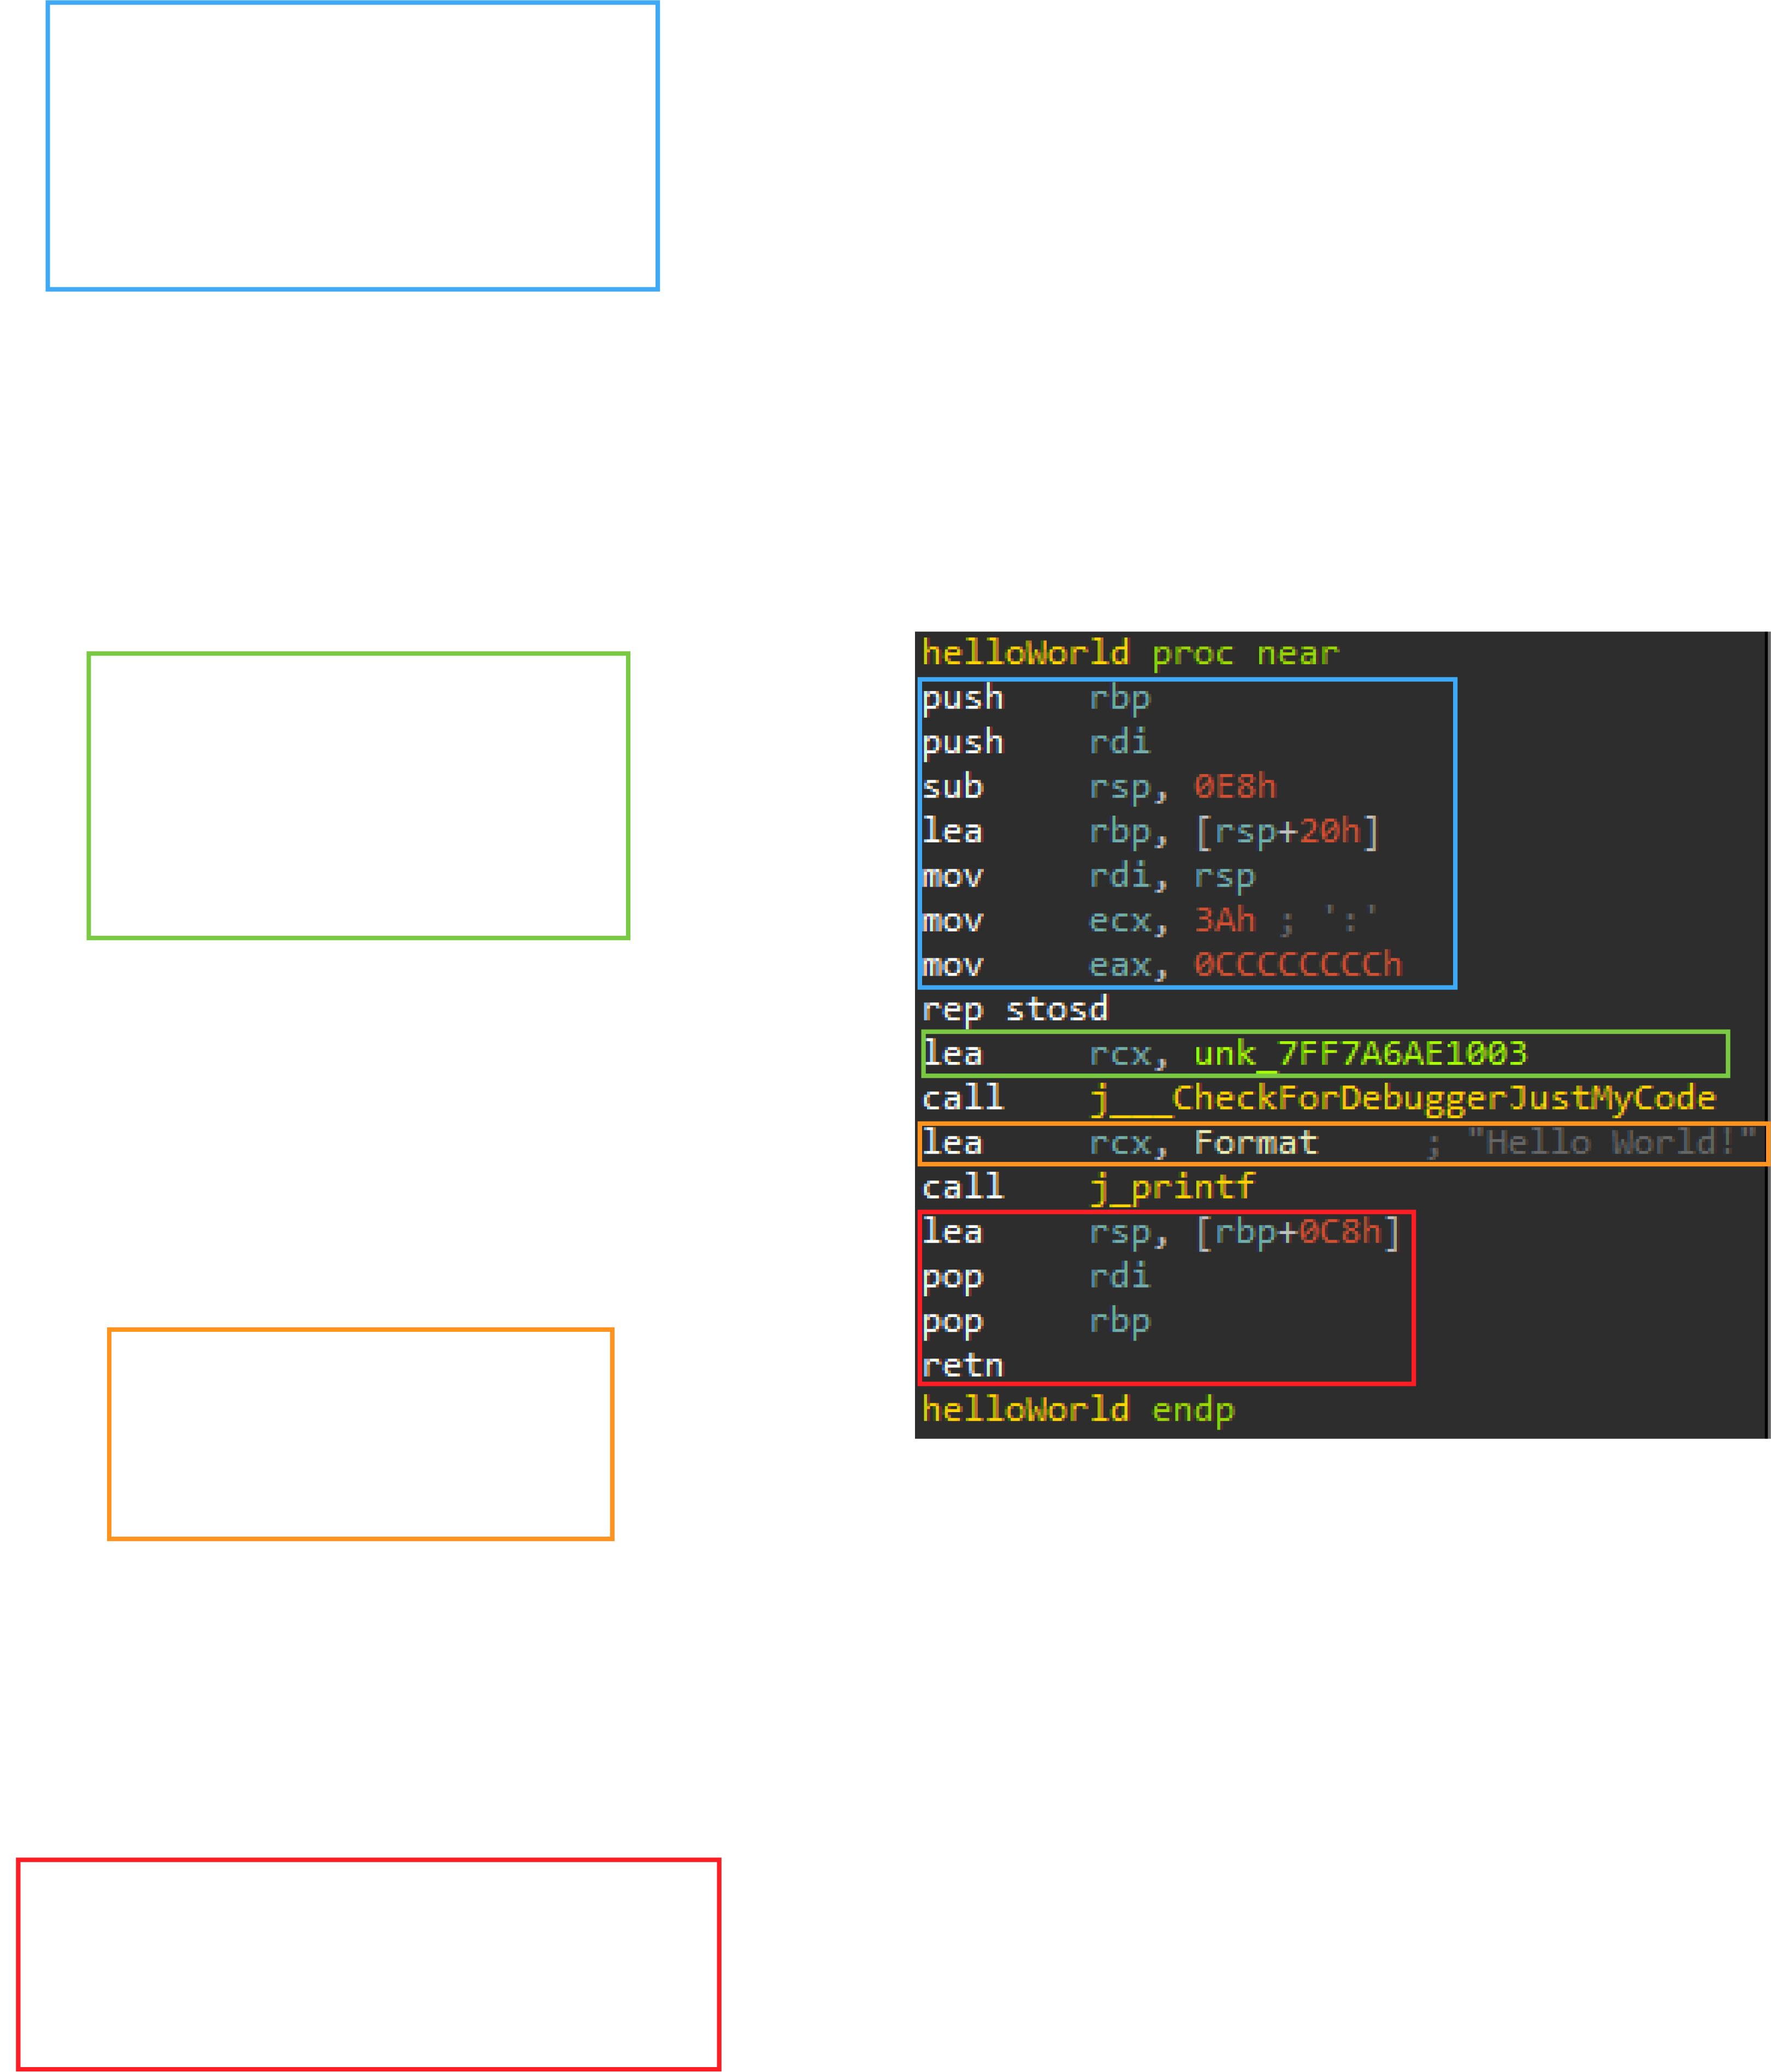 helloWorld proc near
push rbp
push rdi
sub rsp, 0E8h
lea rbp, [rsp+20h]
mov rdi, rsp
mov ecx, 3Ah ; ':'
mov eax, 0CCCCCCCCh
rep stosd
lea rcx, unk_7FF7A6AE1003
call j___CheckForDebuggerJustMyCode
lea rcx, Format ; "Hello World!"
call j_printf
lea rsp, [rbp+0C8h]
pop rdi
pop rbp
retn
helloWorld endp